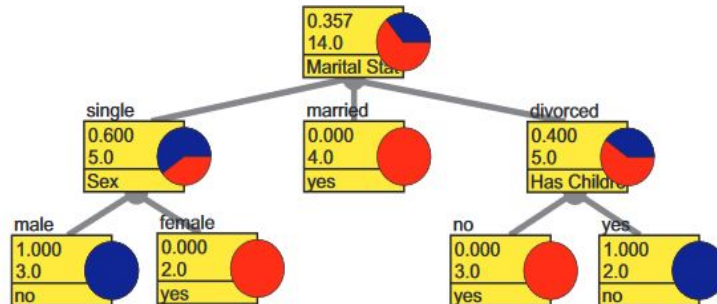 0.357
14.0
Marital Stat
single
married
divorced
0.600
5.0
Sex
0.000
4.0
yes
0.400
5.0
Has Childre
male
female
no
yes
1.000
3.0
no
0.000
2.0
yes
0.000
3.0
yes
1.000
2.0
no